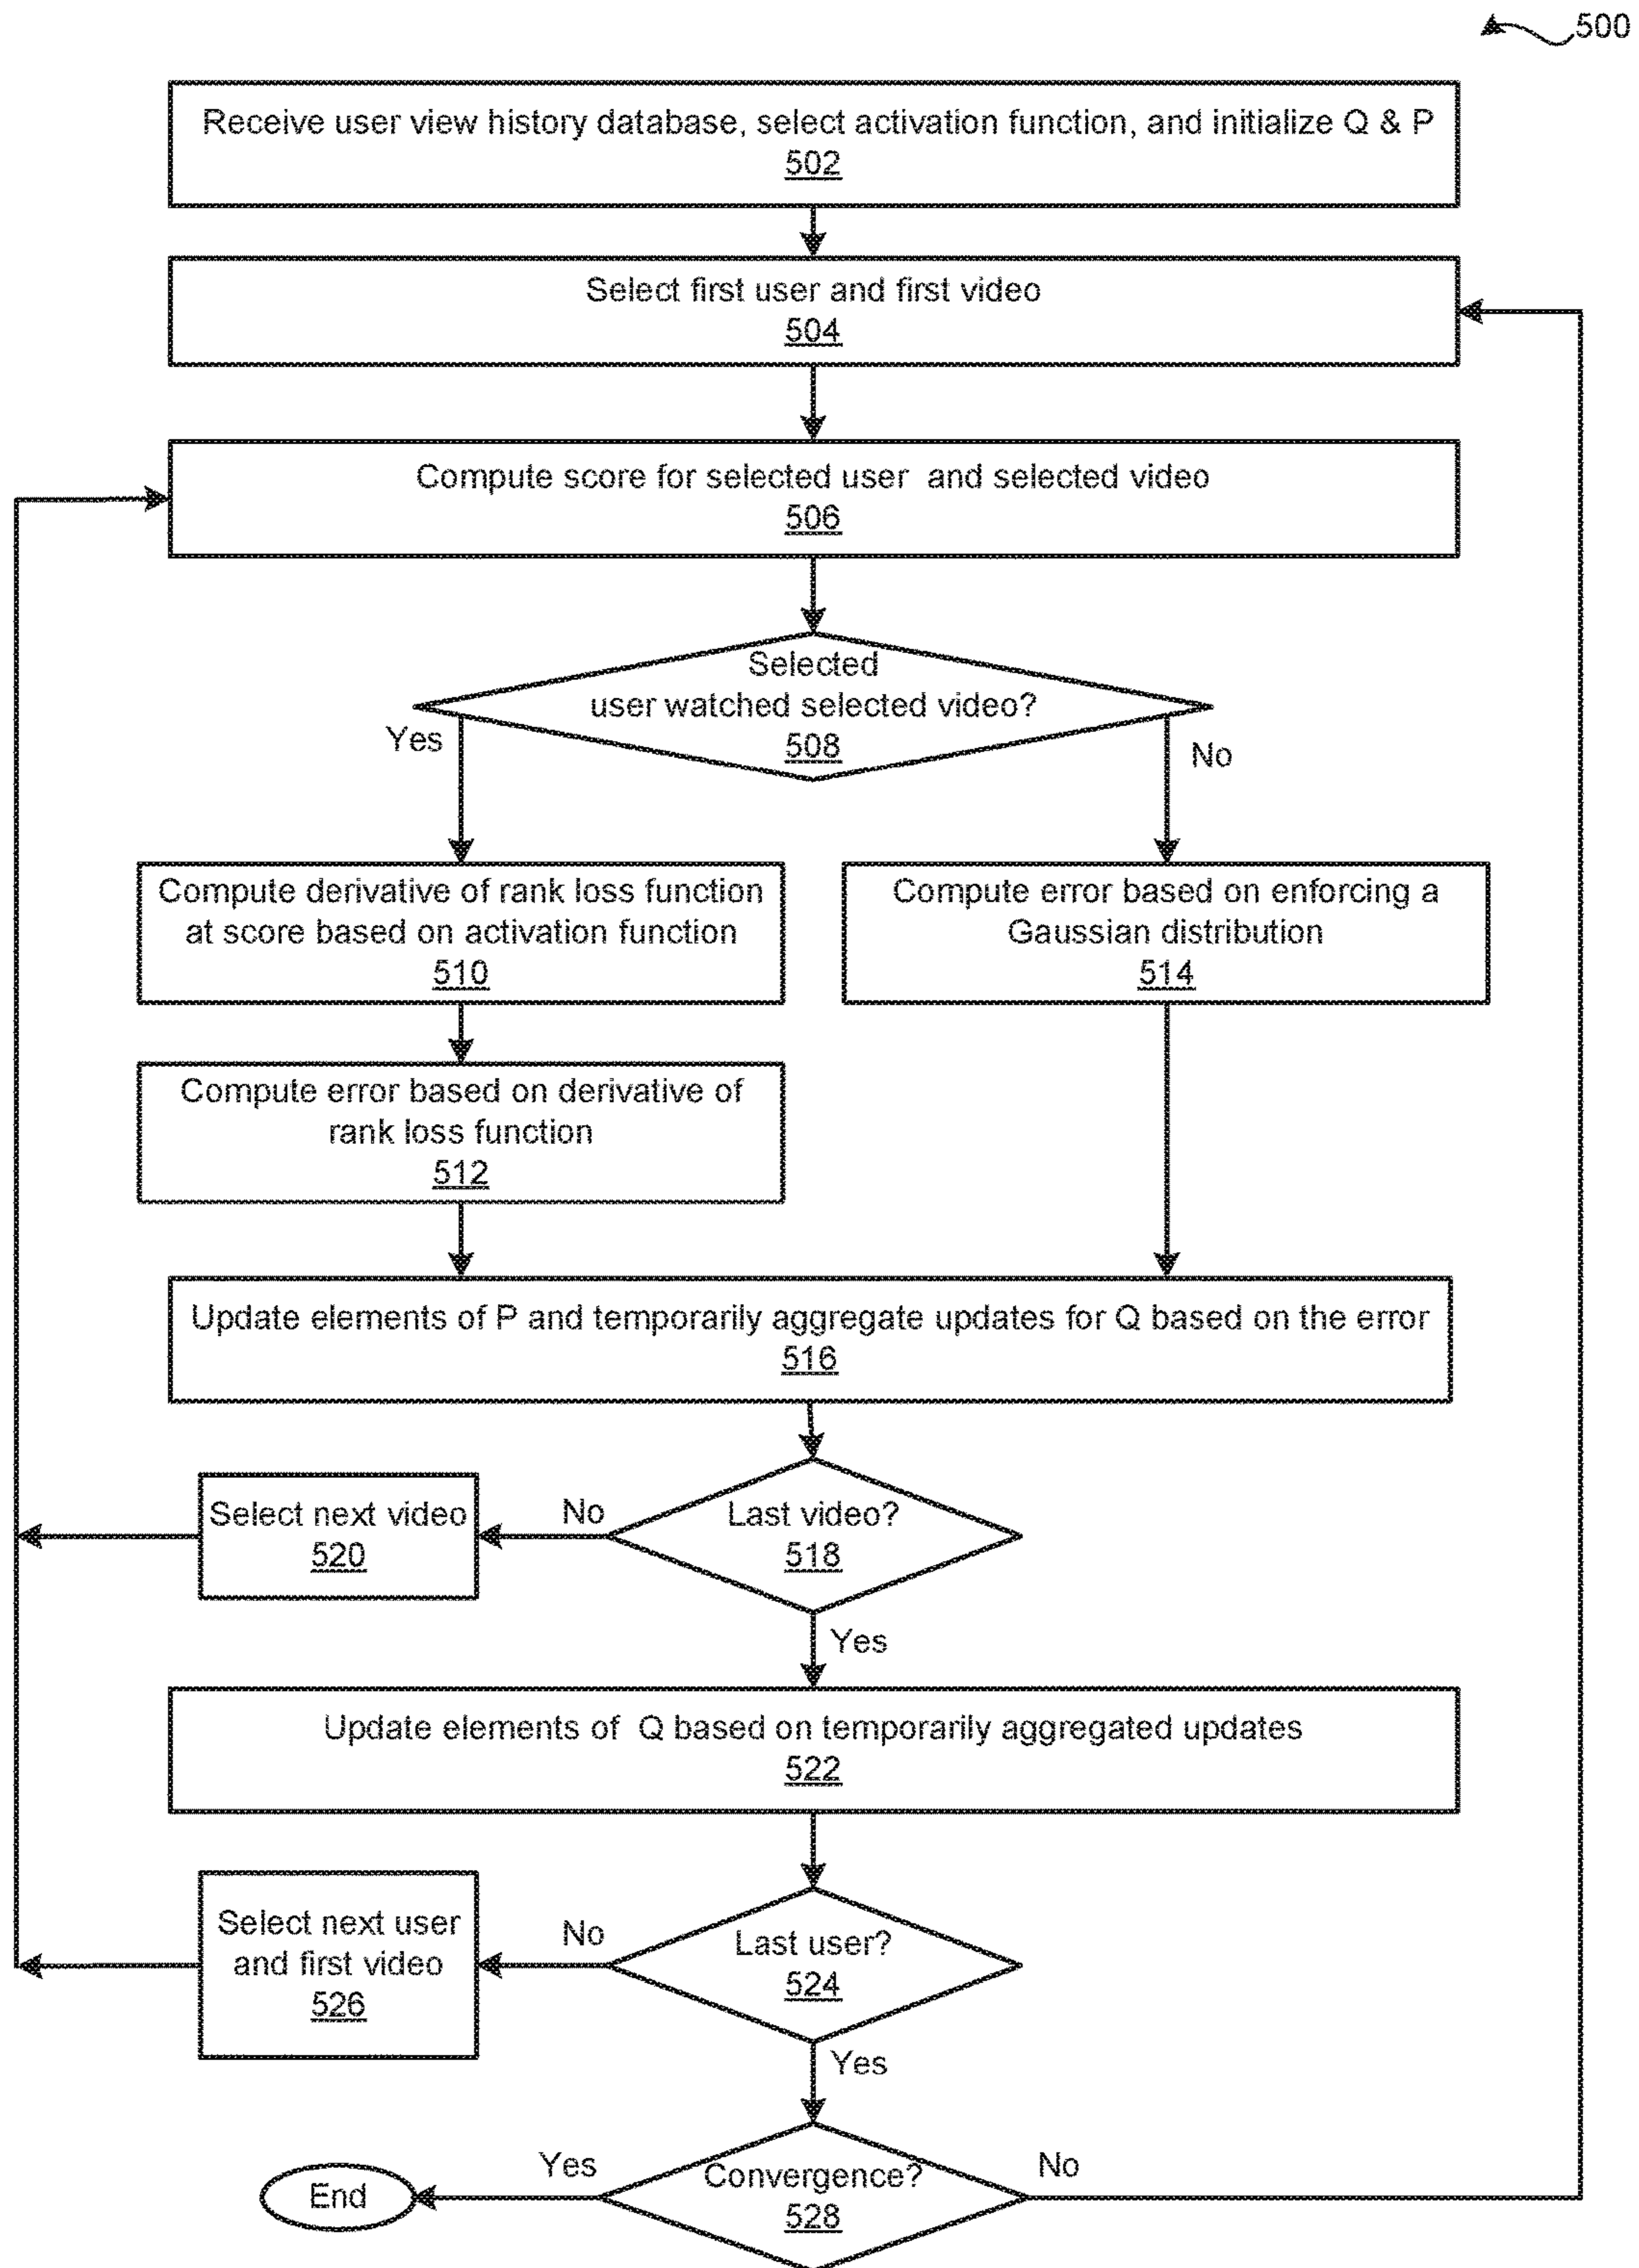 500
Receive user view history database, select activation function, and initialize Q & P
502
Select first user and first video
504
Compute score for selected user and selected video
506
Selected
user watched selected video?
508
Yes
No
Compute derivative of rank loss function
at score based on activation function
510
Compute error based on enforcing a
Gaussian distribution
514
Compute error based on derivative of
rank loss function
512
Update elements of P and temporarily aggregate updates for Q based on the error
516
Last video?
518
No
Select next video
520
Yes
Update elements of Q based on temporarily aggregated updates
522
Last user?
524
No
Select next user
and first video
526
Yes
Convergence?
528
Yes
No
End